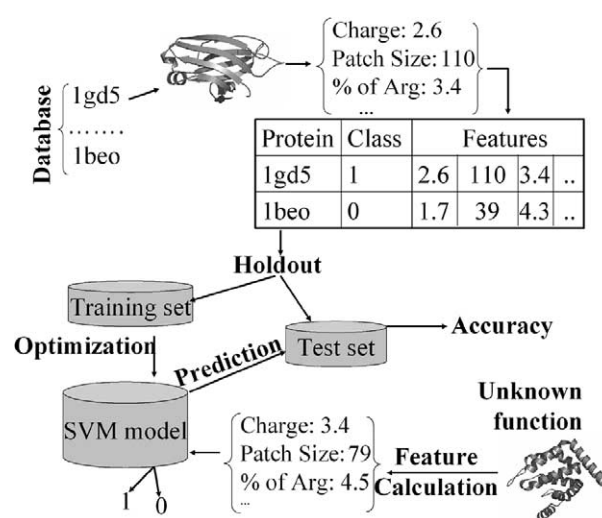 Charge: 2.6
Patch Size: 110
% of Arg: 3.4
...
Database
1gd5
.......
1beo
Protein Class Features
1gd5 1 2.6 110 3.4 ..
1beo 0 1.7 39 4.3 ..
Holdout
Training set
Test set
Accuracy
Optimization
Prediction
SVM model
1 0
Charge: 3.4
Patch Size: 79
% of Arg: 4.5
...
Feature
Calculation
Unknown
function